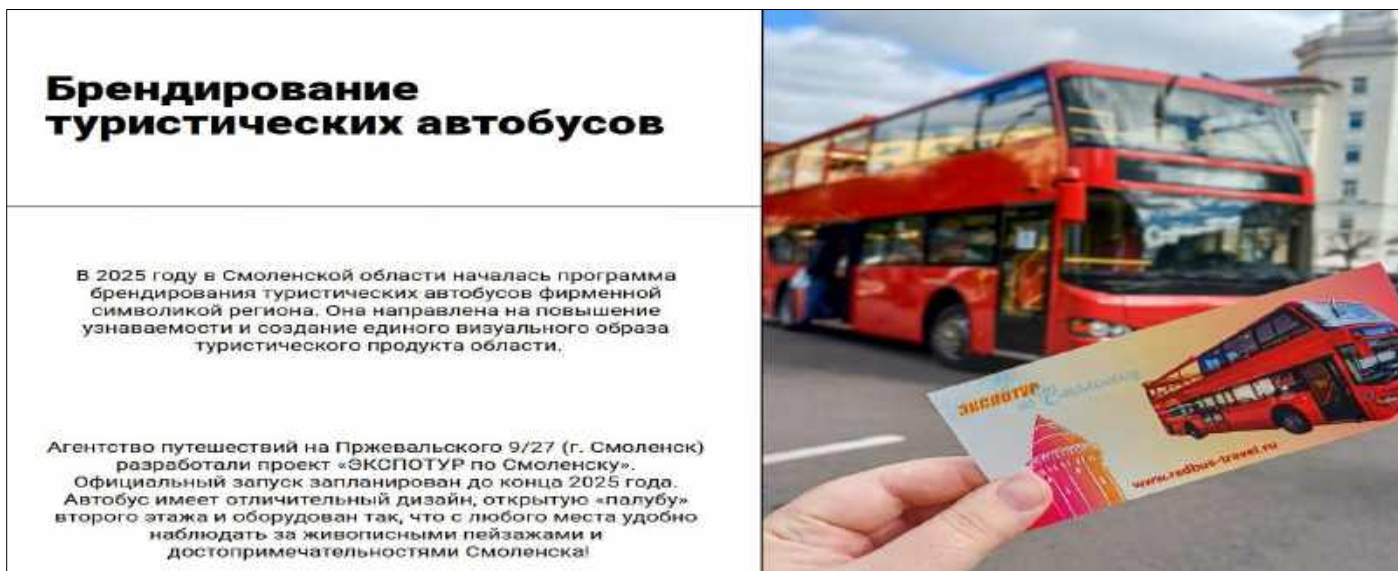 Брендирование
туристических автобусов
В 2025 году в Смоленской области началась программа
брендирования туристических автобусов фирменной
символикой региона. Она направлена на повышение
узнаваемости и создание единого визуального образа
туристического продукта области.
Агентство путешествий на Пржевальского 9/27 (г. Смоленск)
разработали проект «ЭКСПОТУР по Смоленску».
Официальный запуск запланирован до конца 2025 года.
Автобус имеет отличительный дизайн, открытую «палубу»
второго этажа и оборудован так, что с любого места удобно
наблюдать за живописными пейзажами и
достопримечательностями Смоленска!
ЭКСПОТУР
www.redbus-travel.ru